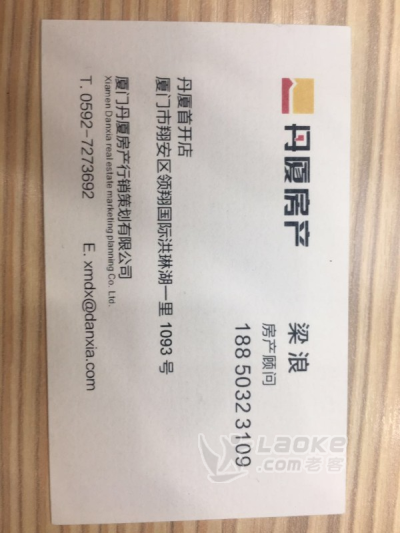 丹厦房产
梁浪
房产顾问
188 5032 3109
丹厦首开店
厦门市翔安区领翔国际洪琳湖一里 1093 号
厦门丹厦房产行销策划有限公司
Xiamen Danxia real estate marketing planning Co. Ltd.
T. 0592-7273692 E. xmdx@danxia.com
Laoke
.com老客